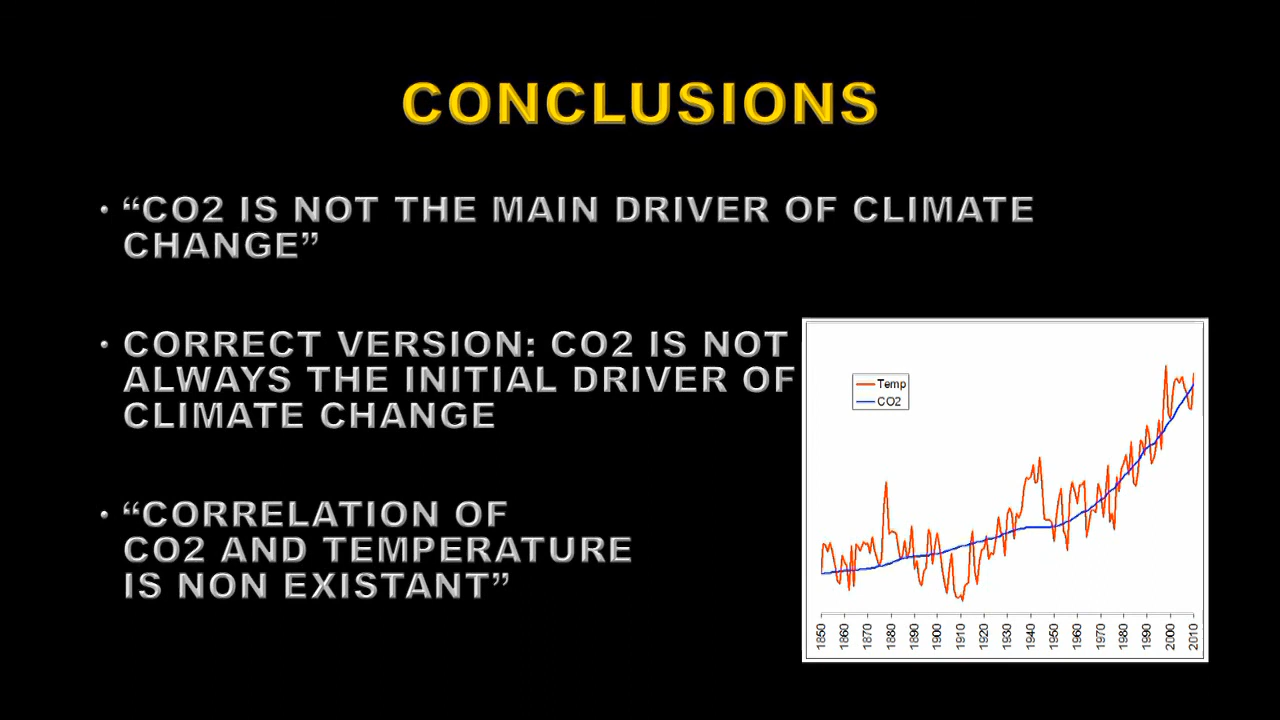 CONCLUSIONS
• “CO2 IS NOT THE MAIN DRIVER OF CLIMATE
CHANGE”
• CORRECT VERSION: CO2 IS NOT
ALWAYS THE INITIAL DRIVER OF
CLIMATE CHANGE
• “CORRELATION OF
CO2 AND TEMPERATURE
IS NON EXISTANT”
Temp
CO2
1850 1860 1870 1880 1890 1900 1910 1920 1930 1940 1950 1960 1970 1980 1990 2000 2010